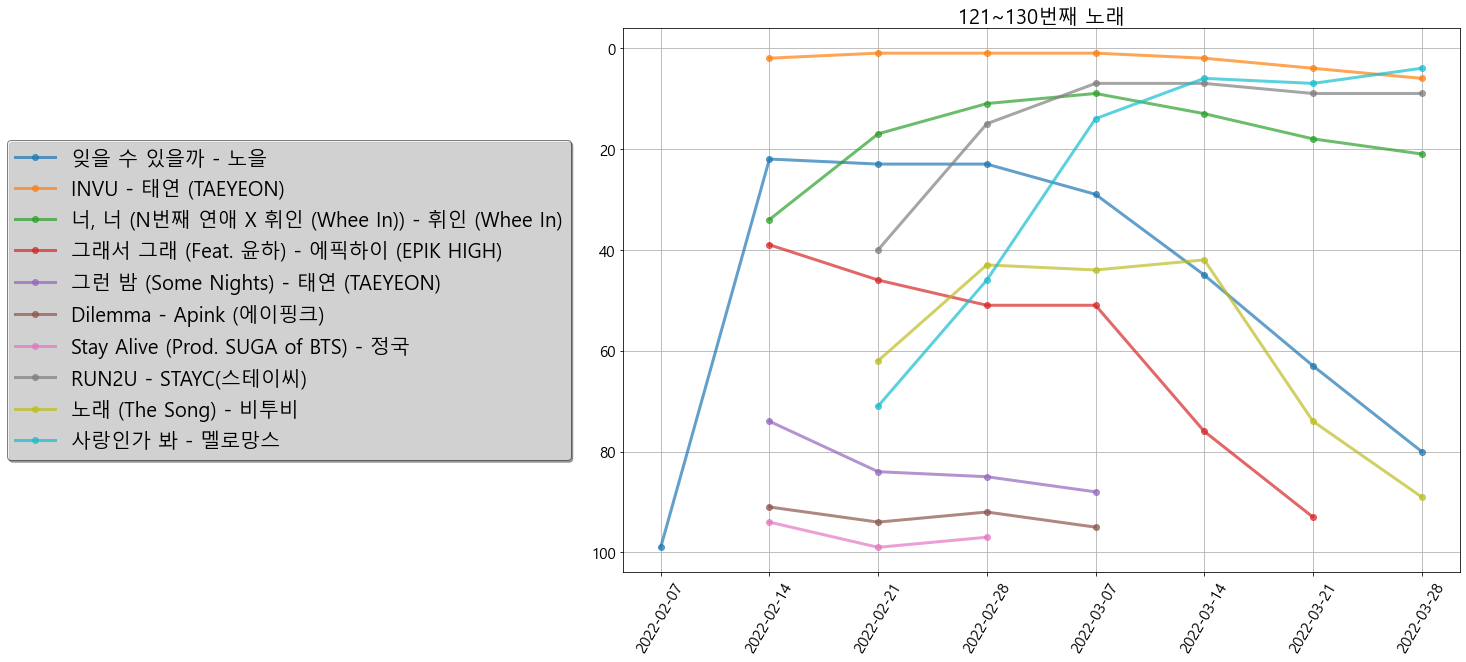 121~130번째 노래
잊을 수 있을까 - 노을
INVU - 태연 (TAEYEON)
너, 너 (N번째 연애 X 휘인 (Whee In)) - 휘인 (Whee In)
그래서 그래 (Feat. 윤하) - 에픽하이 (EPIK HIGH)
그런 밤 (Some Nights) - 태연 (TAEYEON)
Dilemma - Apink (에이핑크)
Stay Alive (Prod. SUGA of BTS) - 정국
RUN2U - STAYC(스테이씨)
노래 (The Song) - 비투비
사랑인가 봐 - 멜로망스
0
20
40
60
80
100
2022-02-07
2022-02-14
2022-02-21
2022-02-28
2022-03-07
2022-03-14
2022-03-21
2022-03-28